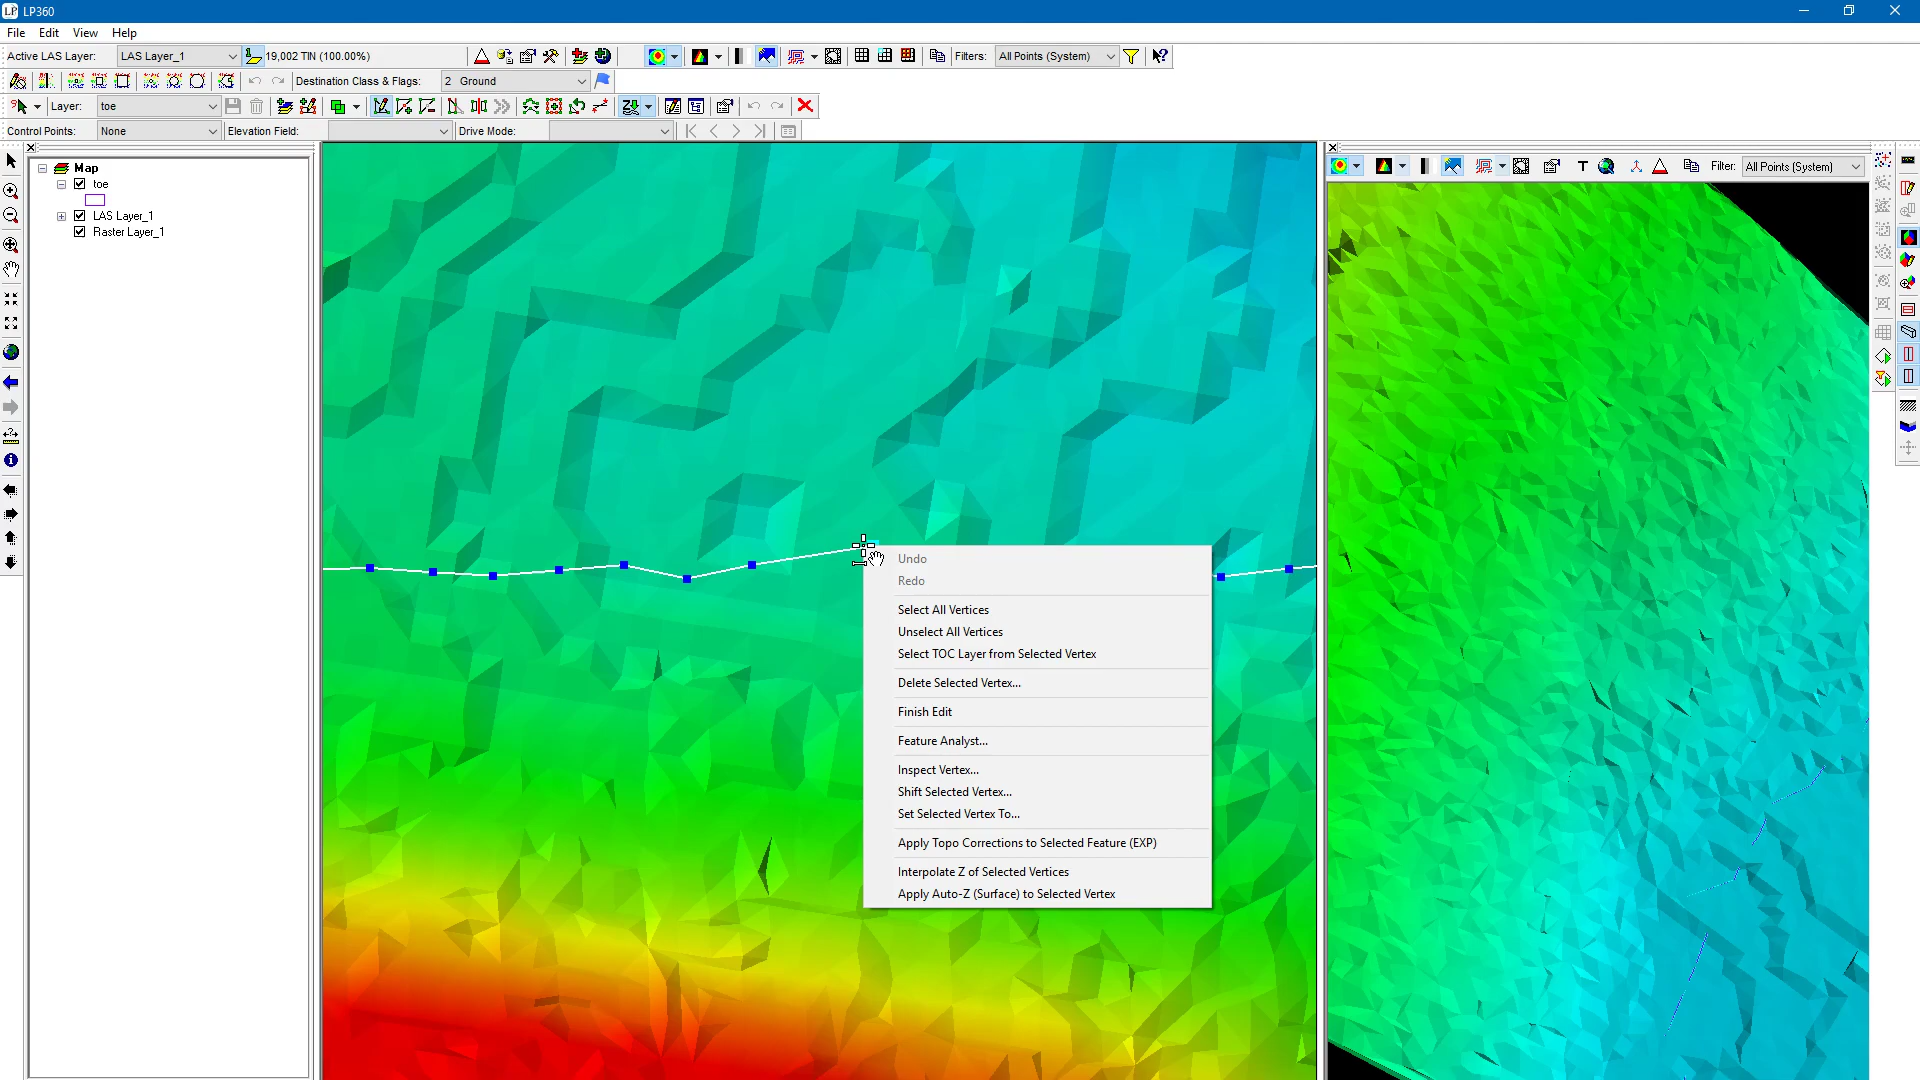 LP LP360
File Edit View Help
Active LAS Layer: LAS Layer_1 19,002 TIN (100.00%) Filters: All Points (System)
Destination Class & Flags: 2 Ground
Layer: toe
Control Points: None Elevation Field: Drive Mode:
Map
toe
LAS Layer_1
Raster Layer_1
T Filter: All Points (System)
Undo
Redo
Select All Vertices
Unselect All Vertices
Select TOC Layer from Selected Vertex
Delete Selected Vertex...
Finish Edit
Feature Analyst...
Inspect Vertex...
Shift Selected Vertex...
Set Selected Vertex To...
Apply Topo Corrections to Selected Feature (EXP)
Interpolate Z of Selected Vertices
Apply Auto-Z (Surface) to Selected Vertex